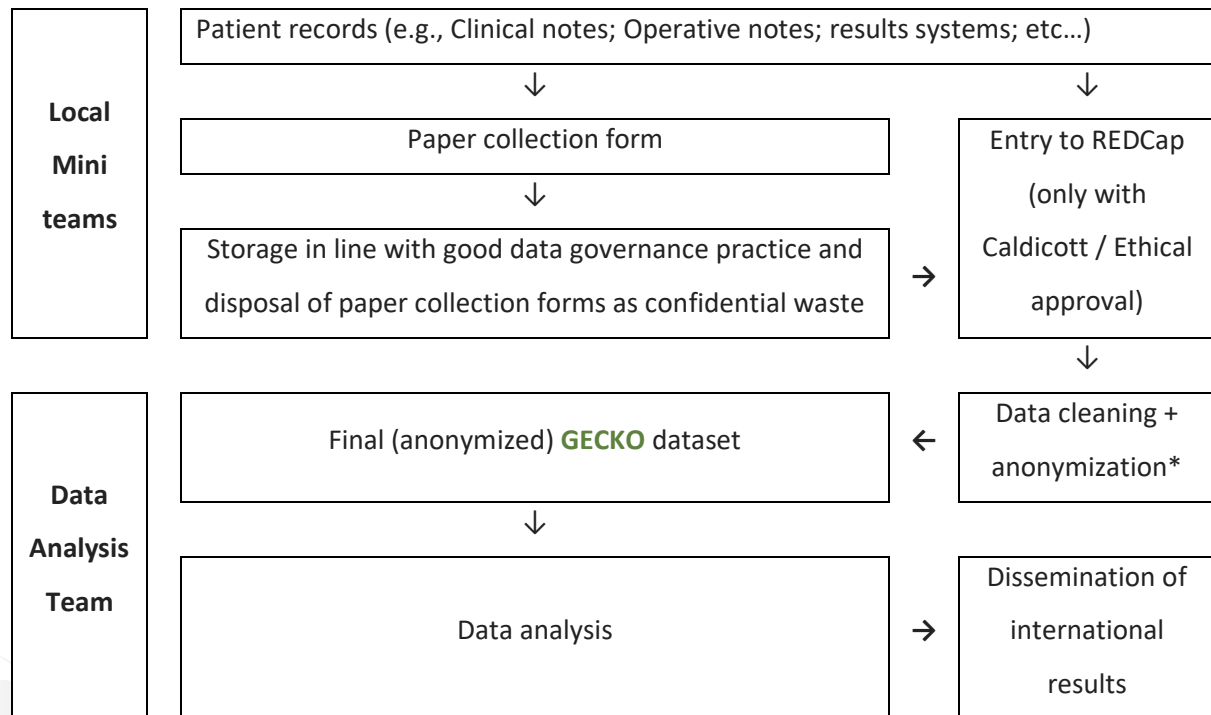 Patient records (e.g., Clinical notes; Operative notes; results systems; etc…)
↓
↓
Local
Mini
teams
Paper collection form
↓
Storage in line with good data governance practice and
disposal of paper collection forms as confidential waste
→
Entry to REDCap
(only with
Caldicott / Ethical
approval)
↓
Data
Analysis
Team
Data cleaning +
anonymization*
←
Final (anonymized) GECKO dataset
↓
Data analysis
→
Dissemination of
international
results